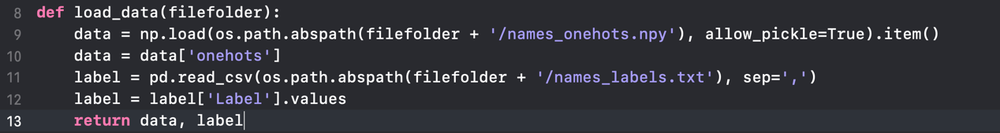 8 def load_data(filefolder):
9     data = np.load(os.path.abspath(filefolder + '/names_onehots.npy'), allow_pickle=True).item()
10     data = data['onehots']
11     label = pd.read_csv(os.path.abspath(filefolder + '/names_labels.txt'), sep=',')
12     label = label['Label'].values
13     return data, label